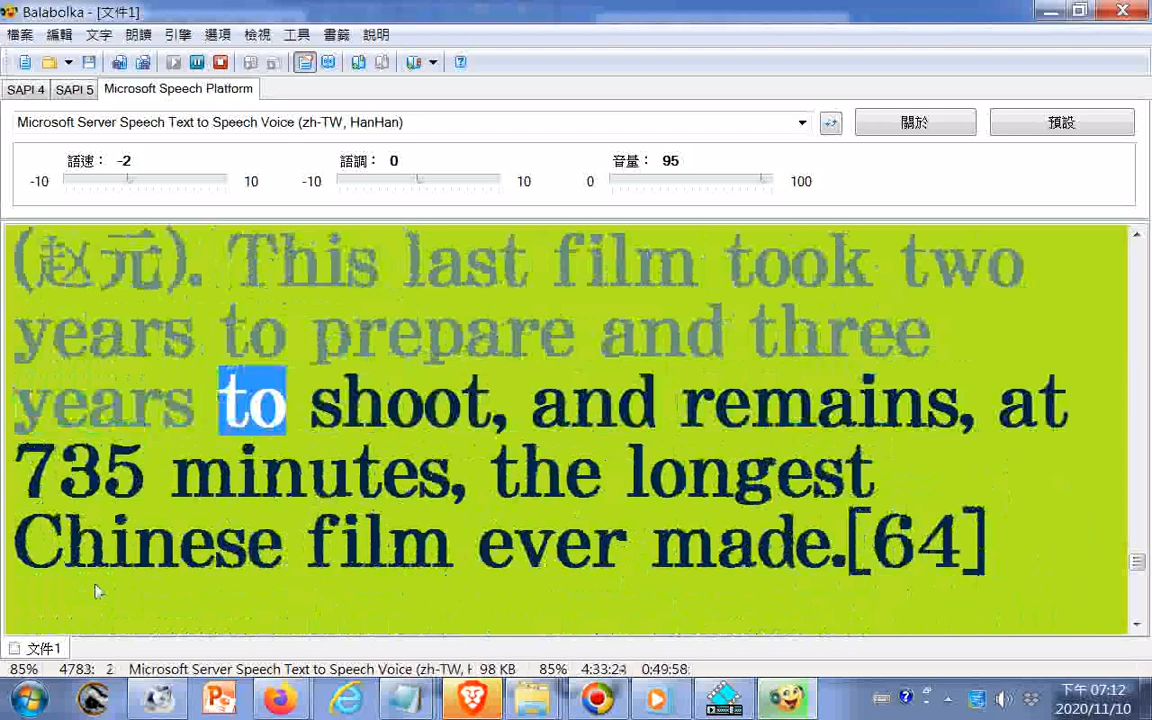 Balabolka - [文件1]
檔案 編輯 文字 朗讀 引擎 選項 檢視 工具 書籤 說明
SAPI 4 SAPI 5 Microsoft Speech Platform
Microsoft Server Speech Text to Speech Voice (zh-TW, HanHan) 關於 預設
語速： -2 語調： 0 音量： 95
-10 10 -10 10 0 100
(赵元). This last film took two
years to prepare and three
years to shoot, and remains, at
735 minutes, the longest
Chinese film ever made.[64]
文件1
85% 4783: 2 Microsoft Server Speech Text to Speech Voice (zh-TW, H 98 KB 85% 4:33:24 0:49:58
下午 07:12
2020/11/10